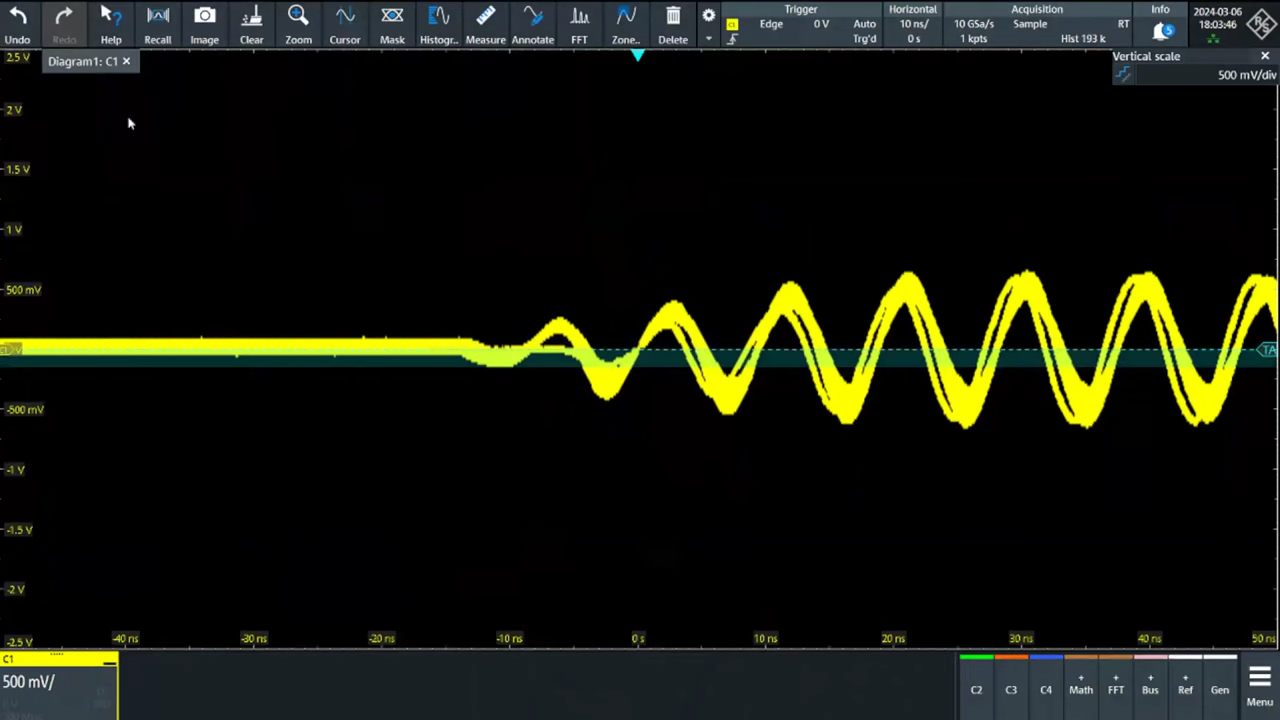 Undo
Redo
Help
Recall
Image
Clear
Zoom
Cursor
Mask
Histogr..
Measure
Annotate
FFT
Zone..
Delete
Trigger
C1 Edge 0 V Auto
Trg'd
Horizontal
10 ns/
0 s
Acquisition
10 GSa/s Sample RT
1 kpts Hist 193 k
Info
5
2024-03-06
18:03:46
Diagram1: C1
Vertical scale
500 mV/div
2.5 V
2 V
1.5 V
1 V
500 mV
-500 mV
-1 V
-1.5 V
-2 V
-2.5 V
TA
-40 ns
-30 ns
-20 ns
-10 ns
0 s
10 ns
20 ns
30 ns
40 ns
50 ns
C1
500 mV/
C2
C3
C4
+ Math
+ FFT
+ Bus
+ Ref
Gen
Menu